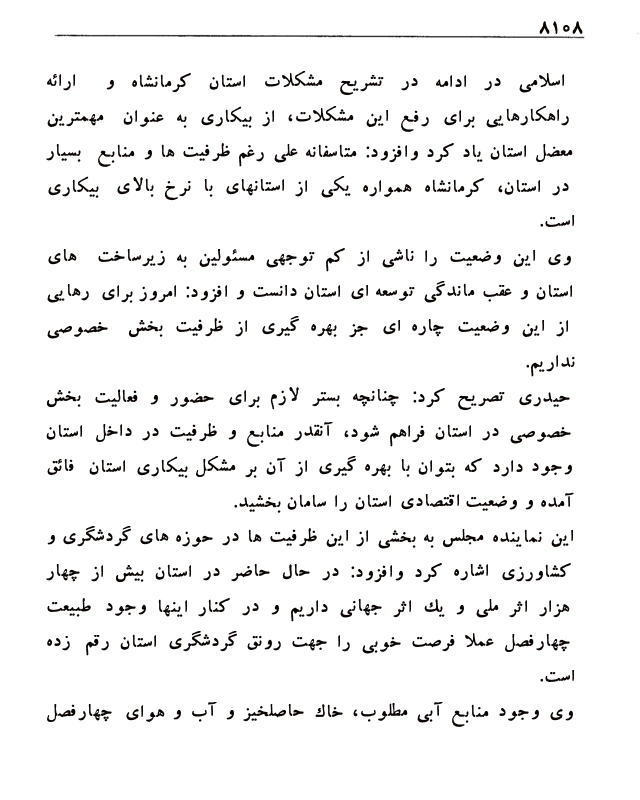 ۸۱۰۸
اسلامی در ادامه در تشریح مشکلات استان کرمانشاه و ارائه
راهکارهایی برای رفع این مشکلات، از بیکاری به عنوان مهمترین
معضل استان یاد کرد وافزود: متاسفانه علی رغم ظرفیت ها و منابع بسیار
در استان، کرمانشاه همواره یکی از استانهای با نرخ بالای بیکاری
است.
وی این وضعیت را ناشی از کم توجهی مسئولین به زیرساخت های
استان و عقب ماندگی توسعه ای استان دانست و افزود: امروز برای رهایی
از این وضعیت چاره ای جز بهره گیری از ظرفیت بخش خصوصی
نداریم.
حیدری تصریح کرد: چنانچه بستر لازم برای حضور و فعالیت بخش
خصوصی در استان فراهم شود، آنقدر منابع و ظرفیت در داخل استان
وجود دارد که بتوان با بهره گیری از آن بر مشکل بیکاری استان فائق
آمده و وضعیت اقتصادی استان را سامان بخشید.
این نماینده مجلس به بخشی از این ظرفیت ها در حوزه های گردشگری و
کشاورزی اشاره کرد وافزود: در حال حاضر در استان بیش از چهار
هزار اثر ملی و یك اثر جهانی داریم و در کنار اینها وجود طبیعت
چهارفصل عملا فرصت خوبی را جهت رونق گردشگری استان رقم زده
است.
وی وجود منابع آبی مطلوب، خاك حاصلخیز و آب و هوای چهارفصل